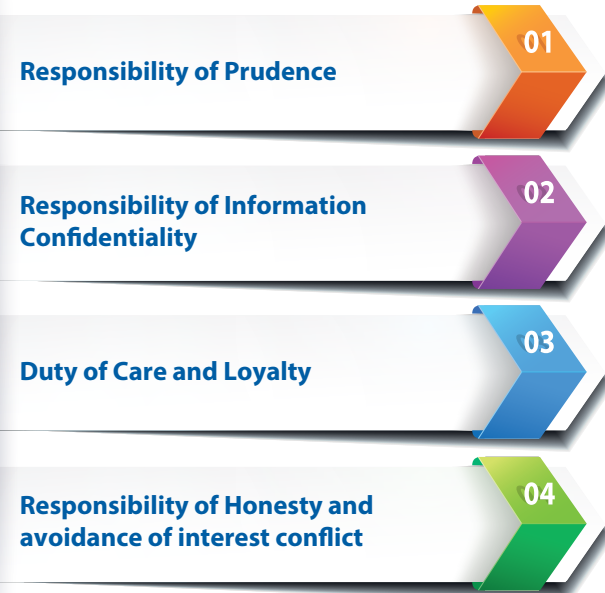 01
Responsibility of Prudence
02
Responsibility of Information
Confidentiality
03
Duty of Care and Loyalty
04
Responsibility of Honesty and
avoidance of interest conflict